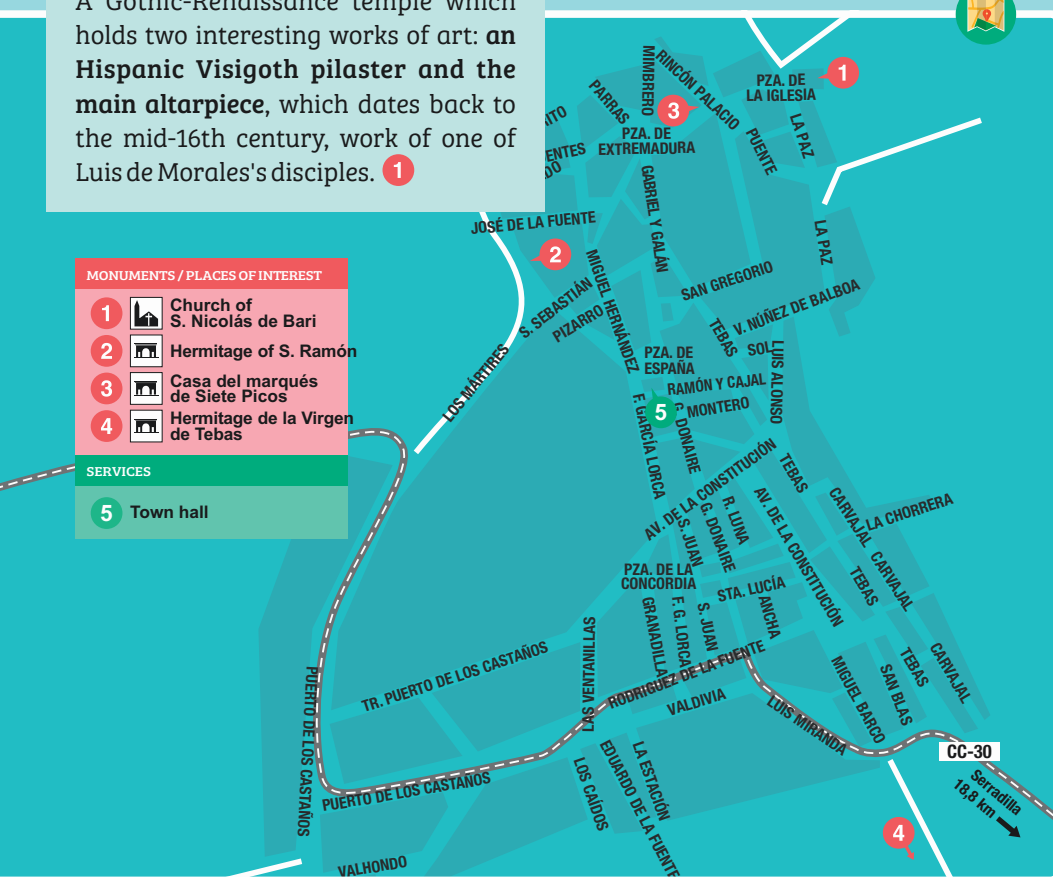 A Gothic-Renaissance temple which
holds two interesting works of art: an
Hispanic Visigoth pilaster and the
main altarpiece, which dates back to
the mid-16th century, work of one of
Luis de Morales's disciples. 1
MONUMENTS / PLACES OF INTEREST
1 Church of
S. Nicolás de Bari
2 Hermitage of S. Ramón
3 Casa del marqués
de Siete Picos
4 Hermitage de la Virgen
de Tebas
SERVICES
5 Town hall
MIMBRERO
RINCÓN PALACIO
PARRAS
3
PZA. DE
LA IGLESIA
1
LA PAZ
PUENTE
PZA. DE
EXTREMADURA
GABRIEL Y GALÁN
JOSÉ DE LA FUENTE
2
LA PAZ
MIGUEL HERNÁNDEZ
S. SEBASTIÁN
PIZARRO
SAN GREGORIO
V. NÚÑEZ DE BALBOA
TEBAS
SOL
LUIS ALONSO
PZA. DE
ESPAÑA
RAMÓN Y CAJAL
MONTERO
5
LOS MÁRTIRES
F. GARCÍA LORCA
G. DONAIRE
AV. DE LA CONSTITUCIÓN
TEBAS
S. JUAN
G. DONAIRE
R. LUNA
AV. DE LA CONSTITUCIÓN
CARVAJAL
LA CHORRERA
CARVAJAL
TEBAS
PZA. DE LA
CONCORDIA
STA. LUCÍA
GRANADILLA
F. G. LORCA
S. JUAN
ANCHA
LAS VENTANILLAS
RODRIGUEZ DE LA FUENTE
VALDIVIA
LUIS MIRANDA
MIGUEL BARCO
SAN BLAS
TEBAS
CARVAJAL
TR. PUERTO DE LOS CASTAÑOS
PUERTO DE LOS CASTAÑOS
PUERTO DE LOS CASTAÑOS
LOS CAÍDOS
EDUARDO DE LA FUENTE
LA ESTACIÓN
VALHONDO
CC-30
Serradilla
18,8 km
4